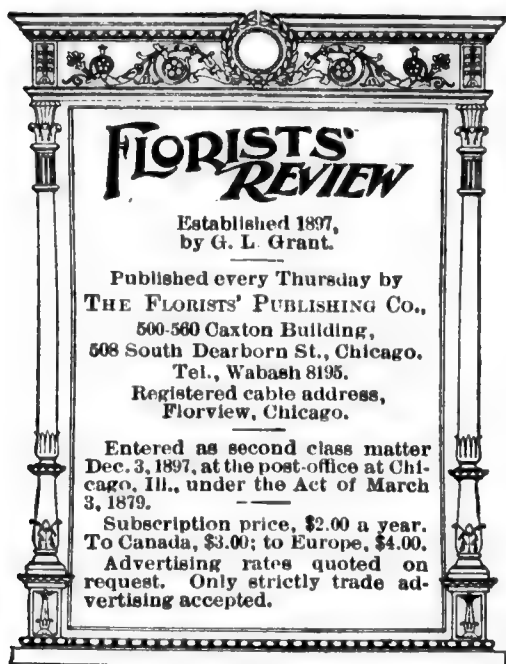 FLORISTS'
REVIEW
Established 1897,
by G. L. Grant.
Published every Thursday by
THE FLORISTS' PUBLISHING CO.,
500-560 Caxton Building,
508 South Dearborn St., Chicago.
Tel., Wabash 8195.
Registered cable address,
Florview, Chicago.
Entered as second class matter
Dec. 3, 1897, at the post-office at Chi-
cago, Ill., under the Act of March
3, 1879.
Subscription price, $2.00 a year.
To Canada, $3.00; to Europe, $4.00.
Advertising rates quoted on
request. Only strictly trade ad-
vertising accepted.